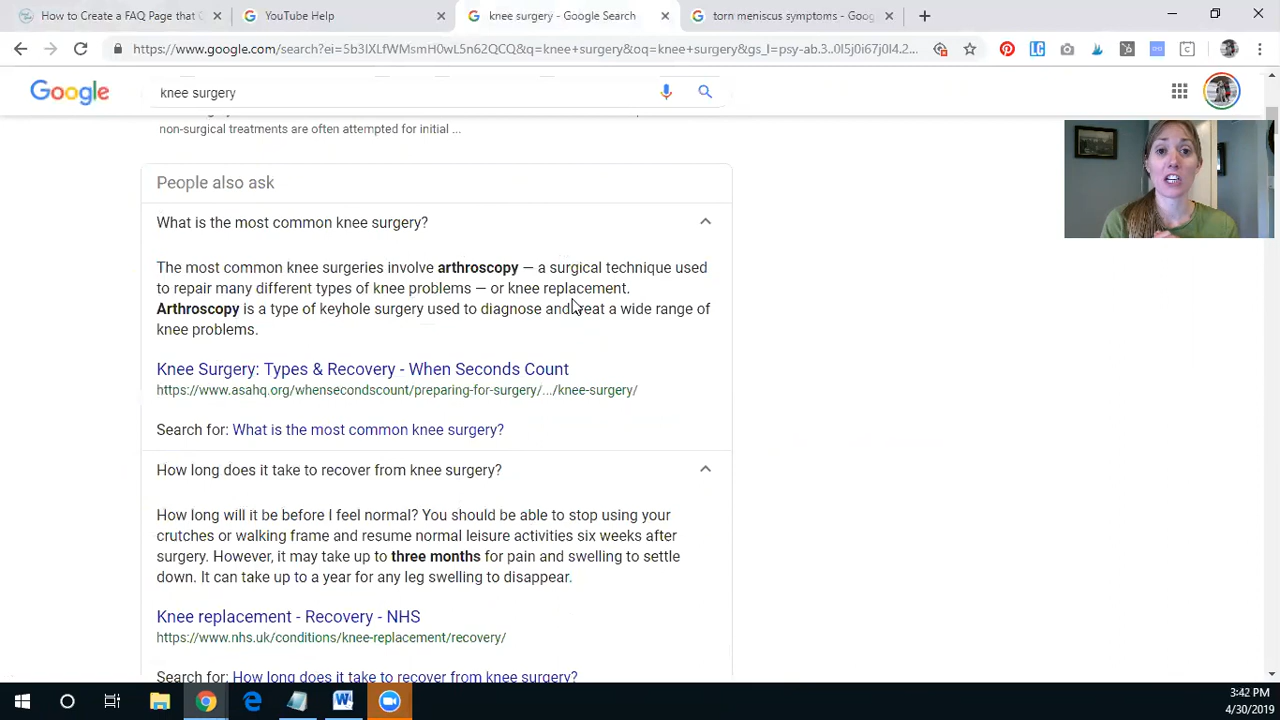 How to Create a FAQ Page that C
YouTube Help
knee surgery - Google Search
torn meniscus symptoms - Goog
https://www.google.com/search?ei=5b3IXLfWMsmH0wL5n62QCQ&q=knee+surgery&oq=knee+surgery&gs_l=psy-ab.3..0l5j0i67j0l4.2...
Google
knee surgery
non-surgical treatments are often attempted for initial ...
People also ask
What is the most common knee surgery?
The most common knee surgeries involve arthroscopy — a surgical technique used
to repair many different types of knee problems — or knee replacement.
Arthroscopy is a type of keyhole surgery used to diagnose and treat a wide range of
knee problems.
Knee Surgery: Types & Recovery - When Seconds Count
https://www.asahq.org/whensecondscount/preparing-for-surgery/.../knee-surgery/
Search for: What is the most common knee surgery?
How long does it take to recover from knee surgery?
How long will it be before I feel normal? You should be able to stop using your
crutches or walking frame and resume normal leisure activities six weeks after
surgery. However, it may take up to three months for pain and swelling to settle
down. It can take up to a year for any leg swelling to disappear.
Knee replacement - Recovery - NHS
https://www.nhs.uk/conditions/knee-replacement/recovery/
Search for: How long does it take to recover from knee surgery?
3:42 PM
4/30/2019